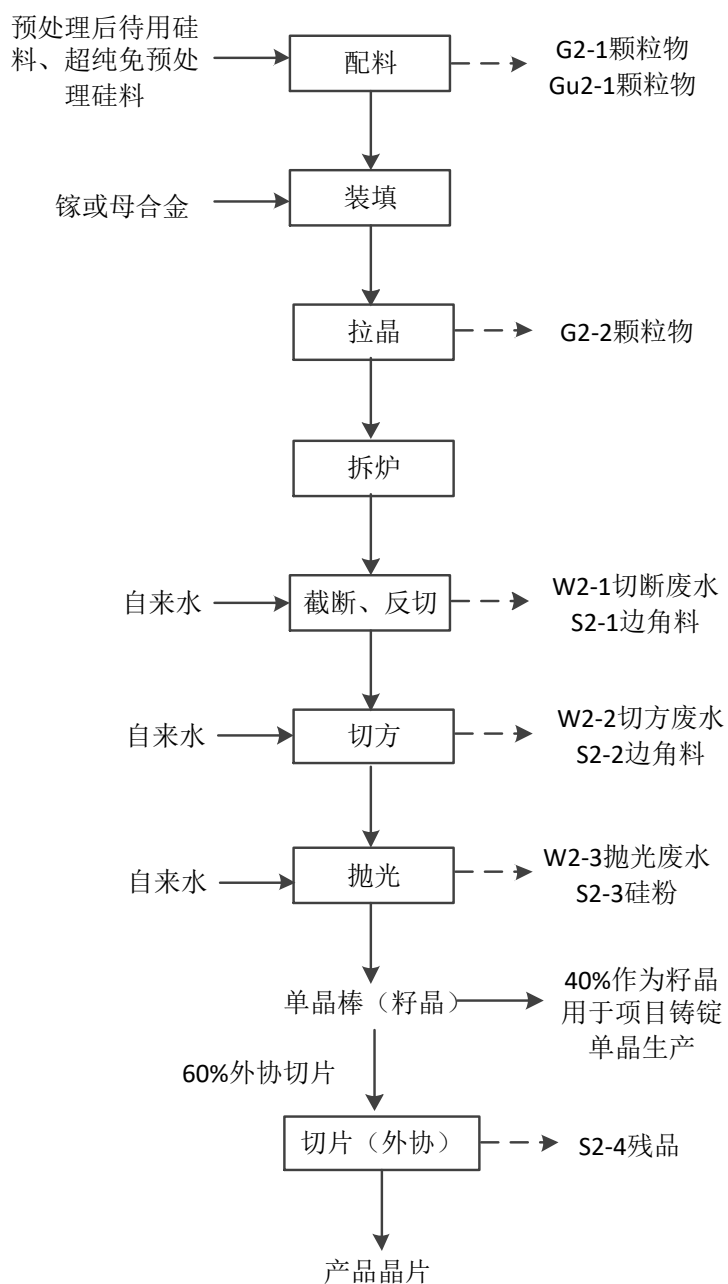 预处理后待用硅
料、超纯免预处
理硅料
配料
G2-1颗粒物
Gu2-1颗粒物
镓或母合金
装填
拉晶
G2-2颗粒物
拆炉
自来水
截断、反切
W2-1切断废水
S2-1边角料
自来水
切方
W2-2切方废水
S2-2边角料
自来水
抛光
W2-3抛光废水
S2-3硅粉
单晶棒（籽晶）
40%作为籽晶
用于项目铸锭
单晶生产
60%外协切片
切片（外协）
S2-4残品
产品晶片